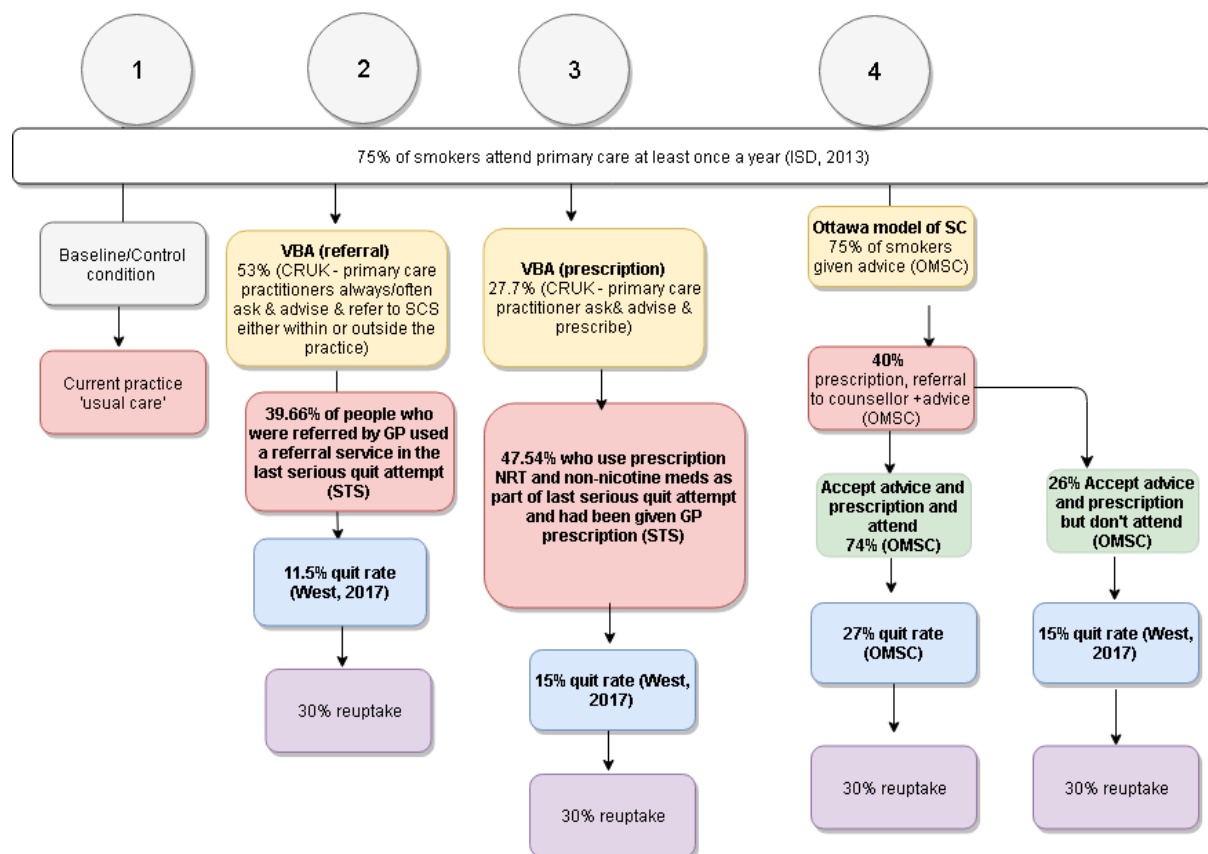 1
2
3
4
75% of smokers attend primary care at least once a year (ISD, 2013)
Baseline/Control
condition
Current practice
'usual care'
VBA (referral)
53% (CRUK - primary care
practitioners always/often
ask & advise & refer to SCS
either within or outside the
practice)
39.66% of people who
were referred by GP used
a referral service in the
last serious quit attempt
(STS)
11.5% quit rate
(West, 2017)
30% reuptake
VBA (prescription)
27.7% (CRUK - primary care
practitioner ask& advise &
prescribe)
47.54% who use prescription
NRT and non-nicotine meds as
part of last serious quit attempt
and had been given GP
prescription (STS)
15% quit rate (West,
2017)
30% reuptake
Ottawa model of SC
75% of smokers
given advice (OMSC)
40%
prescription, referral
to counsellor +advice
(OMSC)
Accept advice and
prescription and
attend
74% (OMSC)
27% quit rate
(OMSC)
30% reuptake
26% Accept advice
and prescription
but don't attend
(OMSC)
15% quit rate (West,
2017)
30% reuptake